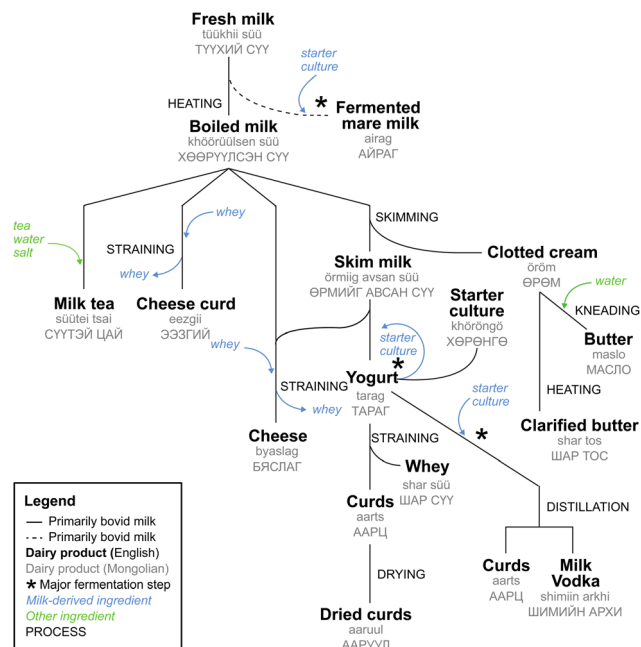 Fresh milk
tüükhii süü
ТҮҮХИЙ СҮҮ
starter
culture
HEATING
Fermented
mare milk
airag
АЙРАГ
Boiled milk
khöörüülsen süü
ХӨӨРҮҮЛСЭН СҮҮ
tea
water
salt
STRAINING
whey
whey
SKIMMING
Milk tea
süütei tsai
СҮҮТЭЙ ЦАЙ
Cheese curd
eezgii
ЭЭЗГИЙ
Skim milk
örmiig avsan süü
ӨРМИЙГ АВСАН СҮҮ
Clotted cream
öröm
ӨРӨМ
water
KNEADING
Starter
culture
khöröngö
ХӨРӨНГӨ
Butter
maslo
МАСЛО
whey
starter
culture
STRAINING
whey
Yogurt
tarag
ТАРАГ
starter
culture
HEATING
Cheese
byaslag
БЯСЛАГ
STRAINING
Clarified butter
shar tos
ШАР ТОС
Whey
shar süü
ШАР СҮҮ
Curds
aarts
ААРЦ
DISTILLATION
DRYING
Curds
aarts
ААРЦ
Milk
Vodka
shimiin arkhi
ШИМИЙН АРХИ
Dried curds
aaruul
ААРУУЛ
Legend
Primarily bovid milk
Primarily bovid milk
Dairy product (English)
Dairy product (Mongolian)
* Major fermentation step
Milk-derived ingredient
Other ingredient
PROCESS